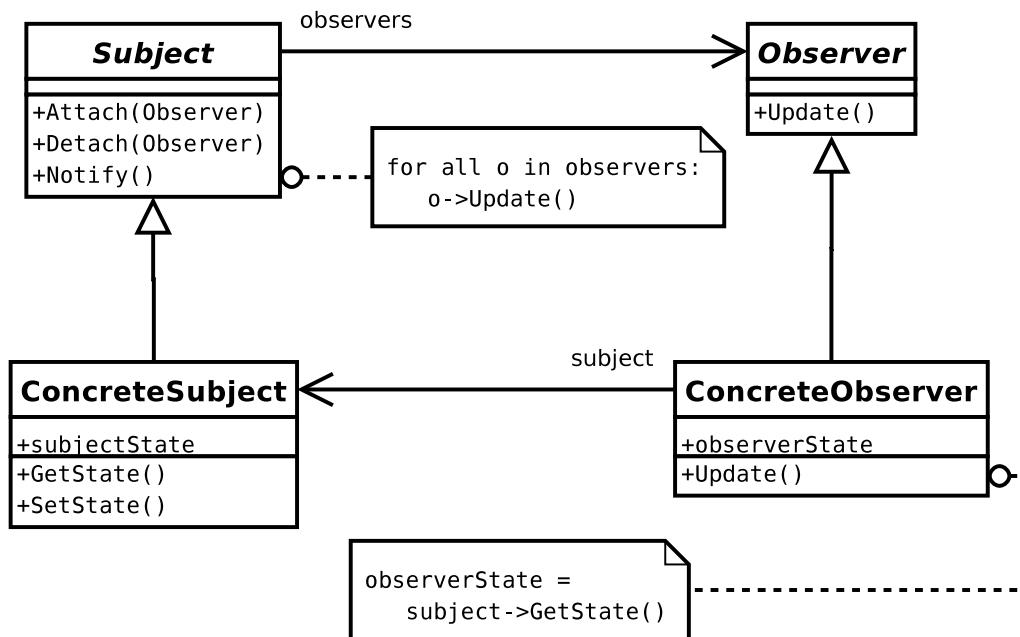 observers
Subject
+Attach(Observer)
+Detach(Observer)
+Notify()
Observer
+Update()
for all o in observers:
o->Update()
subject
ConcreteSubject
+subjectState
+GetState()
+SetState()
ConcreteObserver
+observerState
+Update()
observerState =
subject->GetState()